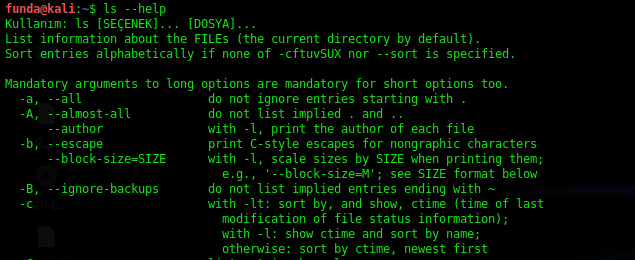 funda@kali:~$ ls --help
Kullanım: ls [SEÇENEK]... [DOSYA]...
List information about the FILEs (the current directory by default).
Sort entries alphabetically if none of -cftuvSUX nor --sort is specified.

Mandatory arguments to long options are mandatory for short options too.
  -a, --all                  do not ignore entries starting with .
  -A, --almost-all           do not list implied . and ..
      --author               with -l, print the author of each file
  -b, --escape               print C-style escapes for nongraphic characters
      --block-size=SIZE      with -l, scale sizes by SIZE when printing them;
                               e.g., '--block-size=M'; see SIZE format below
  -B, --ignore-backups       do not list implied entries ending with ~
  -c                         with -lt: sort by, and show, ctime (time of last
                               modification of file status information);
                               with -l: show ctime and sort by name;
                               otherwise: sort by ctime, newest first